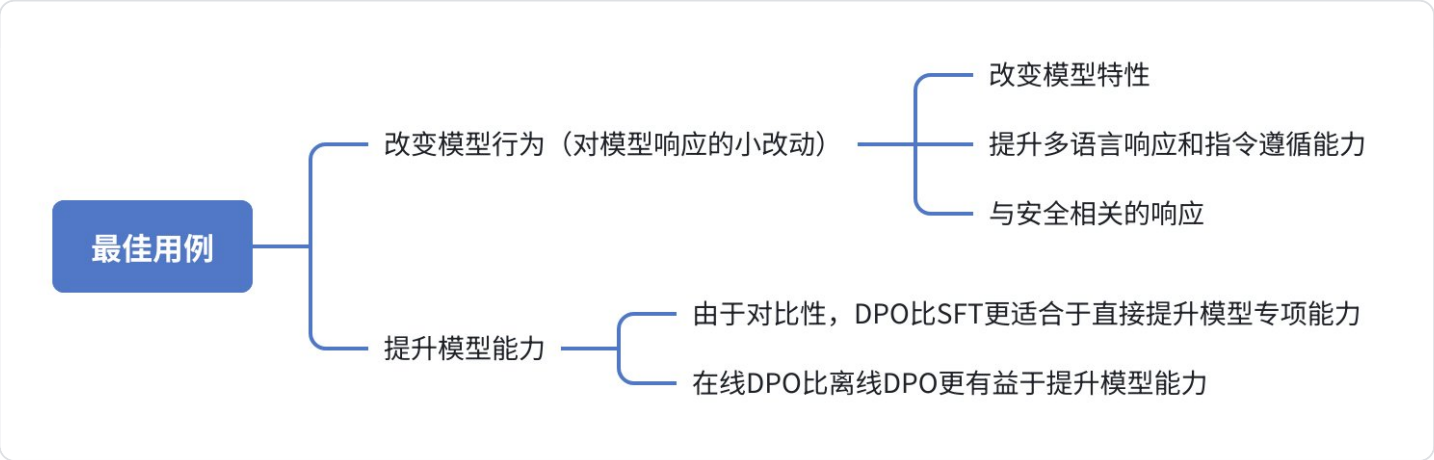 最佳用例
改变模型行为（对模型响应的小改动）
改变模型特性
提升多语言响应和指令遵循能力
与安全相关的响应
提升模型能力
由于对比性，DPO比SFT更适合于直接提升模型专项能力
在线DPO比离线DPO更有益于提升模型能力